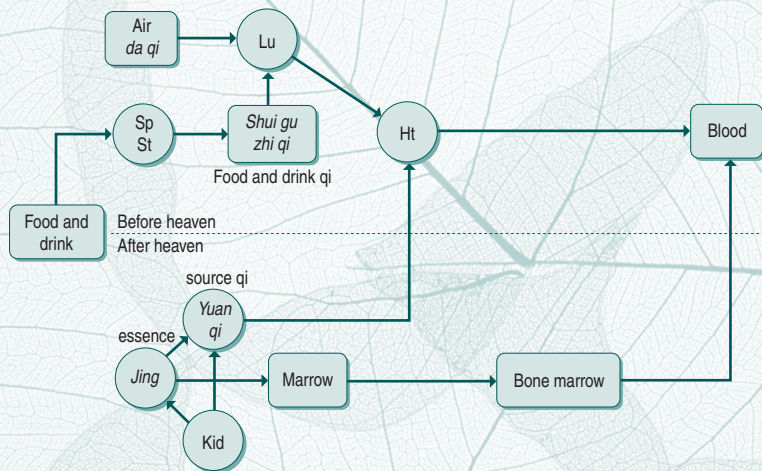 Air
da qi
Lu
Sp
St
Shui gu
zhi qi
Food and drink qi
Ht
Blood
Food and
drink
Before heaven
After heaven
source qi
Yuan
qi
essence
Jing
Marrow
Bone marrow
Kid